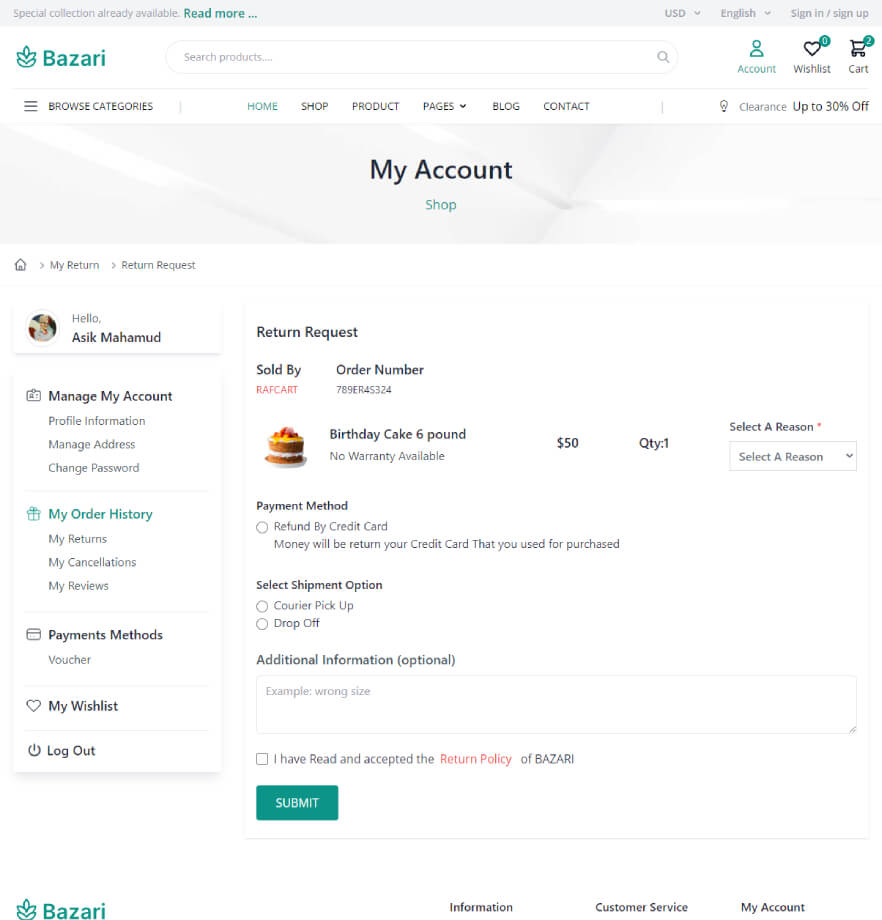 Special collection already available. Read more ...
USD English Sign in / sign up
Bazari
Search products....
Account
0
Wishlist
2
Cart
BROWSE CATEGORIES
HOME SHOP PRODUCT PAGES BLOG CONTACT
Clearance Up to 30% Off
My Account
Shop
My Return Return Request
Hello,
Asik Mahamud
Manage My Account
Profile Information
Manage Address
Change Password
My Order History
My Returns
My Cancellations
My Reviews
Payments Methods
Voucher
My Wishlist
Log Out
Return Request
Sold By Order Number
RAFCART 789ER4S324
Birthday Cake 6 pound
No Warranty Available
$50
Qty:1
Select A Reason *
Select A Reason
Payment Method
Refund By Credit Card
Money will be return your Credit Card That you used for purchased
Select Shipment Option
Courier Pick Up
Drop Off
Additional Information (optional)
Example: wrong size
I have Read and accepted the Return Policy of BAZARI
SUBMIT
Bazari
Information Customer Service My Account